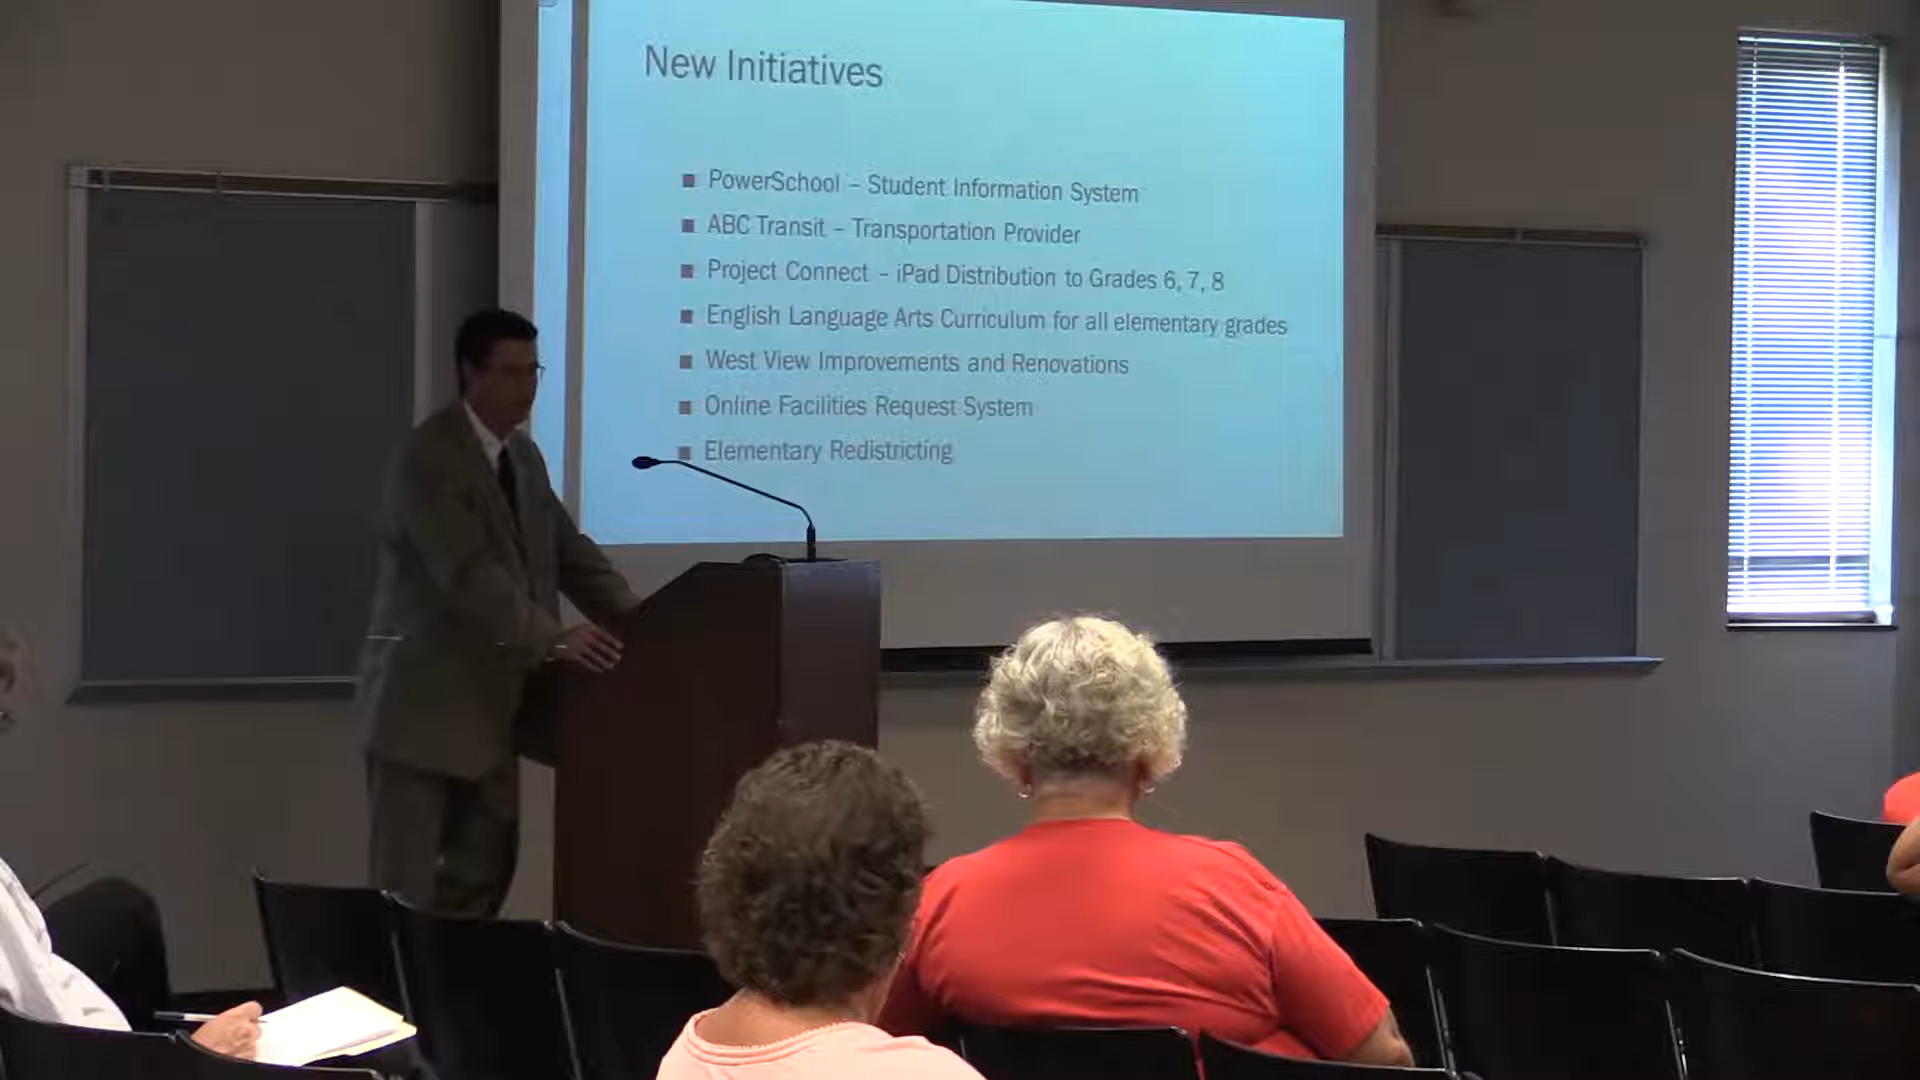 New Initiatives
PowerSchool – Student Information System
ABC Transit – Transportation Provider
Project Connect – iPad Distribution to Grades 6, 7, 8
English Language Arts Curriculum for all elementary grades
West View Improvements and Renovations
Online Facilities Request System
Elementary Redistricting